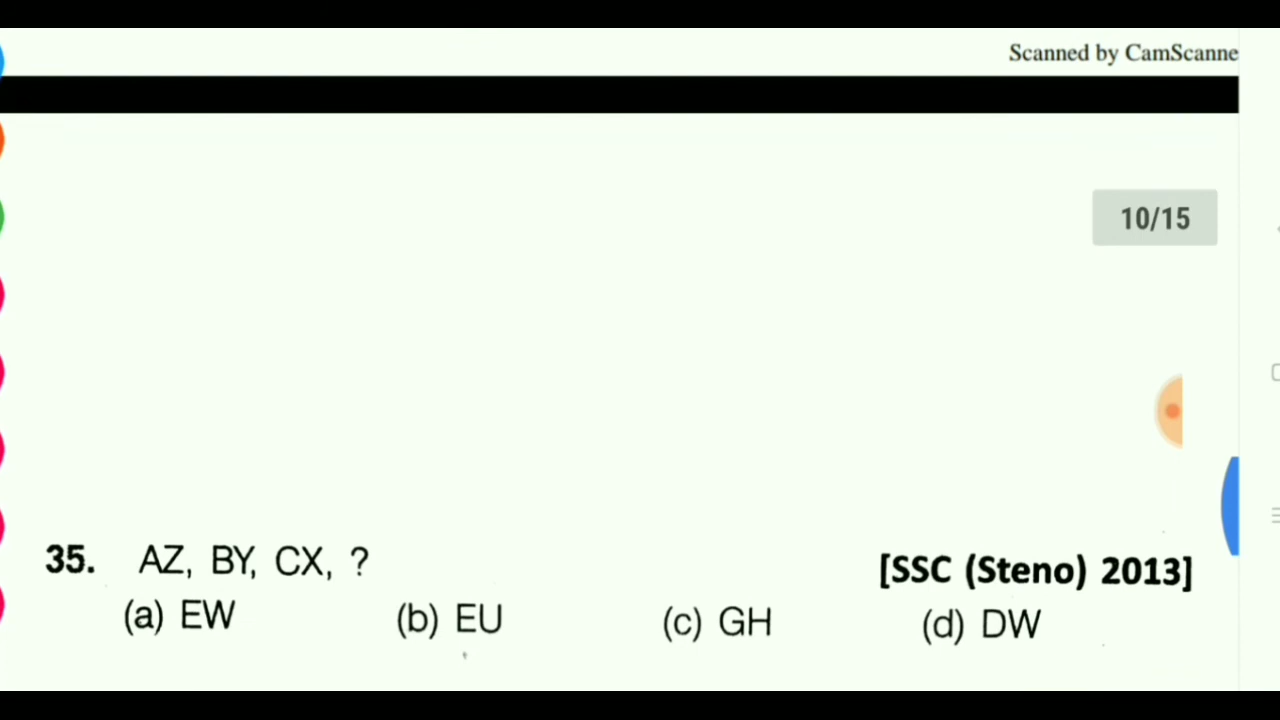 Scanned by CamScanne
10/15
35. AZ, BY, CX, ? [SSC (Steno) 2013]
(a) EW (b) EU (c) GH (d) DW